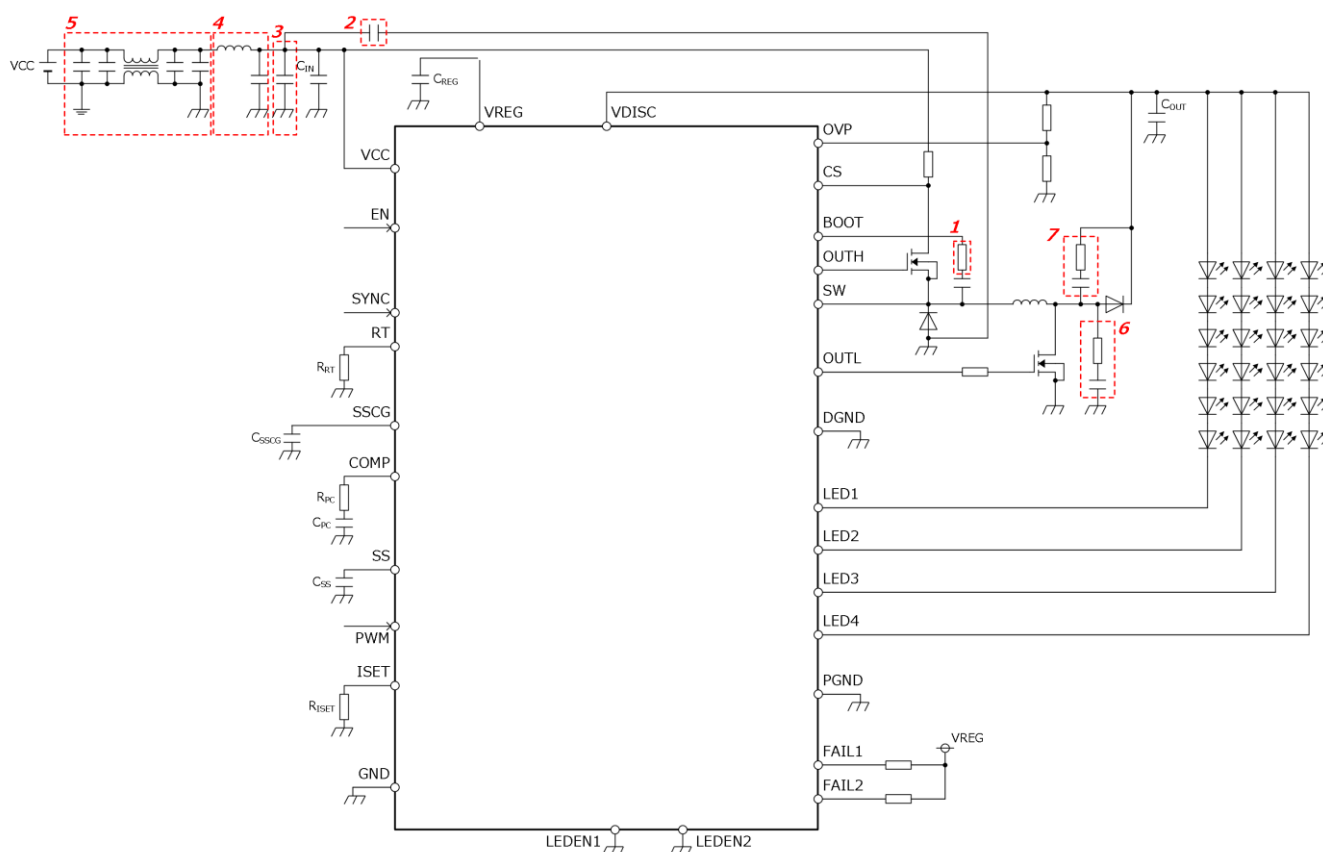 5
4
3
2
VCC
CIN
CREG
COUT
VREG
VDISC
OVP
VCC
CS
EN
BOOT
1
7
OUTH
SW
SYNC
RT
6
RRT
OUTL
SSCG
CSSCG
DGND
COMP
RPC
CPC
LED1
SS
LED2
CSS
LED3
PWM
LED4
ISET
RISET
PGND
VREG
FAIL1
GND
FAIL2
LEDEN1
LEDEN2